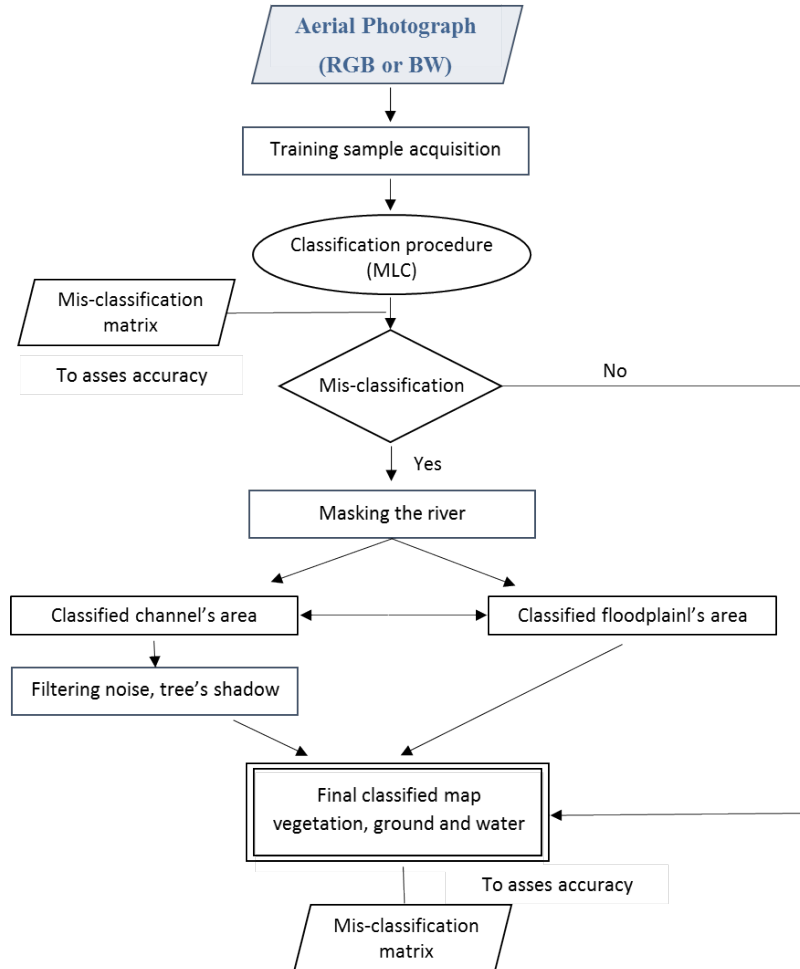 Aerial Photograph
(RGB or BW)
Training sample acquisition
Classification procedure
(MLC)
Mis-classification
matrix
To asses accuracy
Mis-classification
No
Yes
Masking the river
Classified channel's area
Classified floodplainl's area
Filtering noise, tree's shadow
Final classified map
vegetation, ground and water
To asses accuracy
Mis-classification
matrix